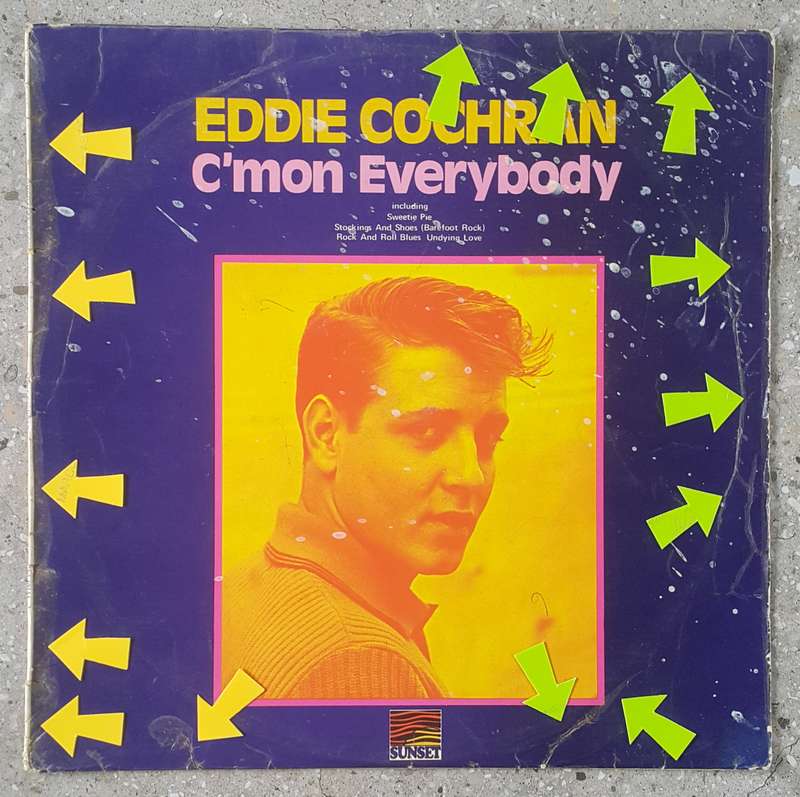 EDDIE COCHRAN
C'mon Everybody
including
Sweetie Pie
Stockings And Shoes (Barefoot Rock)
Rock And Roll Blues Undying Love
SUNSET